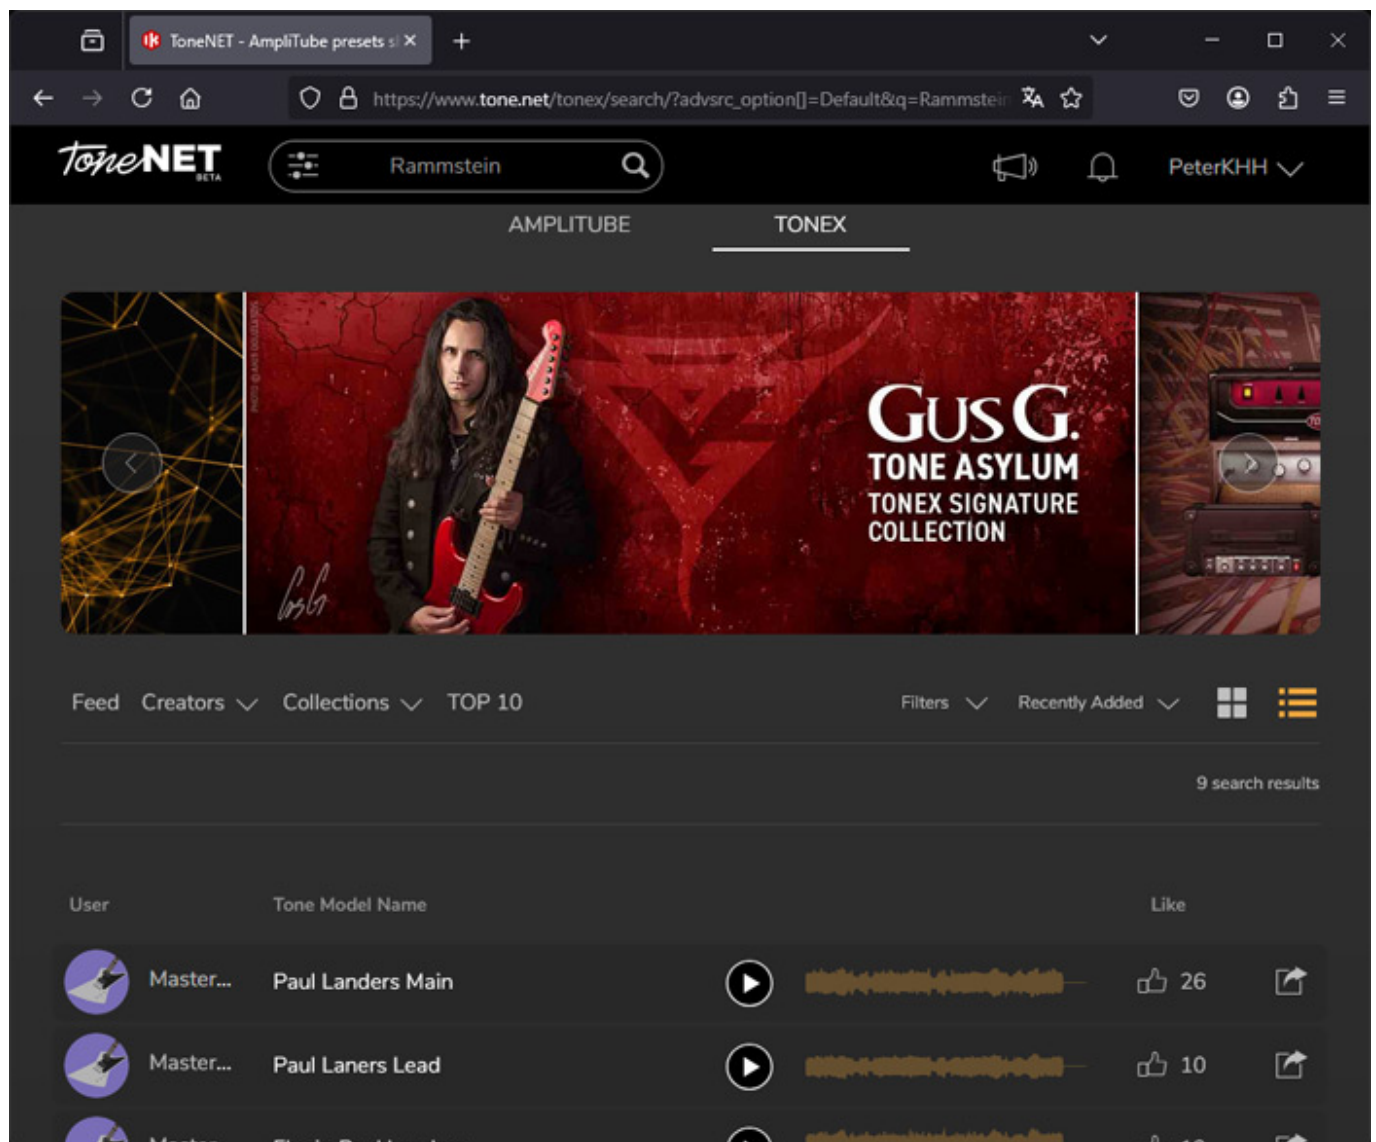 ToneNET - AmpliTube presets s
https://www.tone.net/tonex/search/?advsrc_option[]=Default&q=Rammstein
ToneNET
BETA
Rammstein
PeterKHH
AMPLITUBE TONEX
GUS G.
TONE ASYLUM
TONEX SIGNATURE
COLLECTION
Gus G
Feed Creators Collections TOP 10 Filters Recently Added
9 search results
User Tone Model Name Like
Master... Paul Landers Main 26
Master... Paul Laners Lead 10